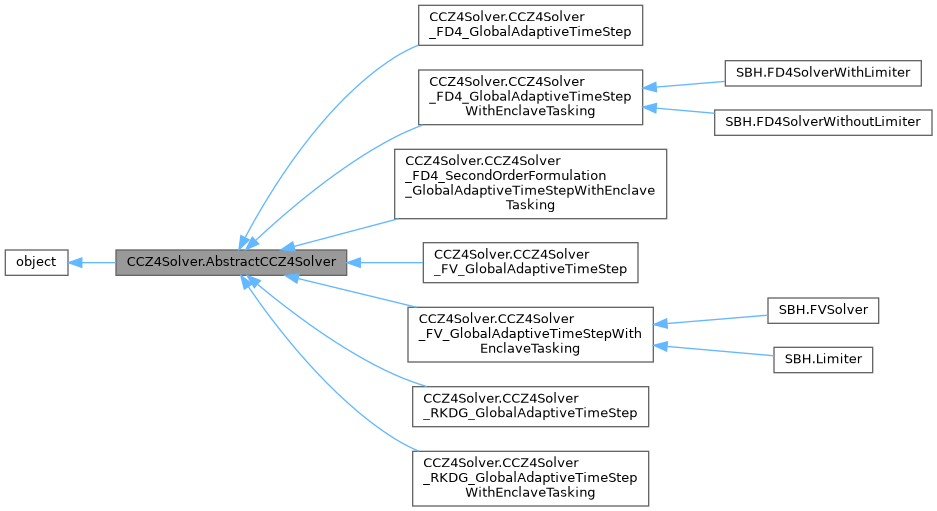 CCZ4Solver.CCZ4Solver
_FD4_GlobalAdaptiveTimeStep
CCZ4Solver.CCZ4Solver
_FD4_GlobalAdaptiveTimeStep
WithEnclaveTasking
SBH.FD4SolverWithLimiter
SBH.FD4SolverWithoutLimiter
CCZ4Solver.CCZ4Solver
_FD4_SecondOrderFormulation
_GlobalAdaptiveTimeStepWithEnclave
Tasking
object
CCZ4Solver.AbstractCCZ4Solver
CCZ4Solver.CCZ4Solver
_FV_GlobalAdaptiveTimeStep
CCZ4Solver.CCZ4Solver
_FV_GlobalAdaptiveTimeStepWith
EnclaveTasking
SBH.FVSolver
SBH.Limiter
CCZ4Solver.CCZ4Solver
_RKDG_GlobalAdaptiveTimeStep
CCZ4Solver.CCZ4Solver
_RKDG_GlobalAdaptiveTimeStep
WithEnclaveTasking